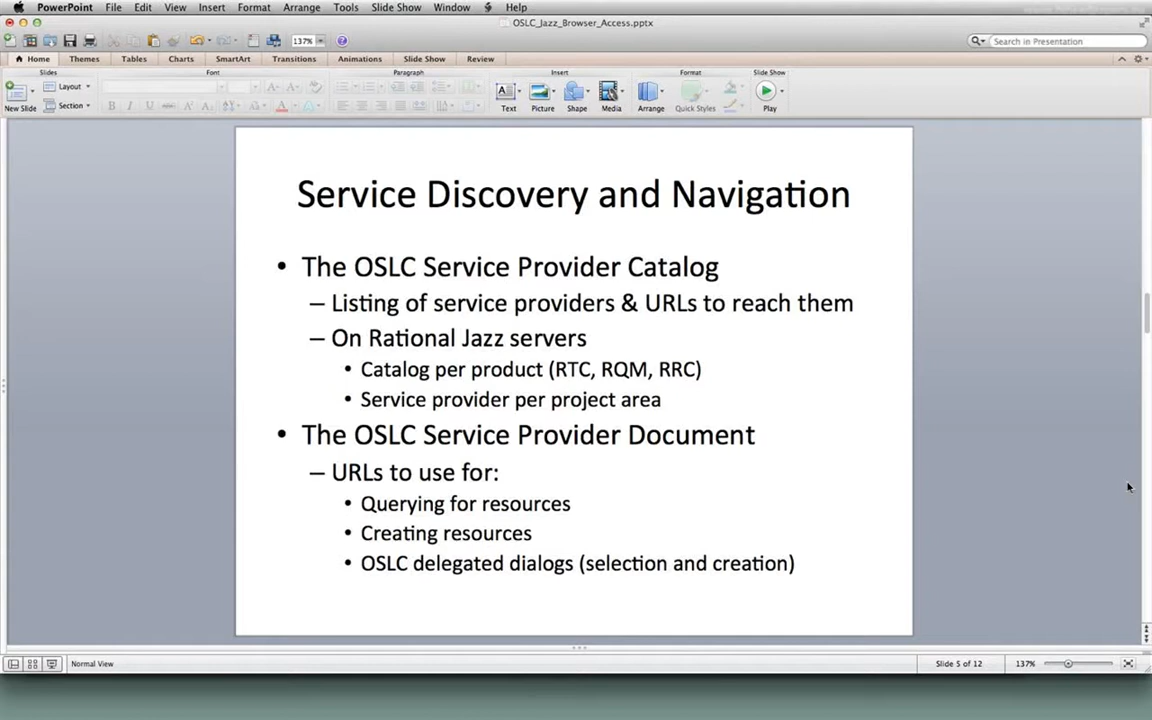 PowerPoint File Edit View Insert Format Arrange Tools Slide Show Window Help
OSLC_Jazz_Browser_Access.pptx
137% Search in Presentation
Home Themes Tables Charts SmartArt Transitions Animations Slide Show Review
Slides Font Paragraph Insert Format Slide Show
Layout
Section
New Slide Text Picture Shape Media Arrange Quick Styles Play
Service Discovery and Navigation
• The OSLC Service Provider Catalog
– Listing of service providers & URLs to reach them
– On Rational Jazz servers
• Catalog per product (RTC, RQM, RRC)
• Service provider per project area
• The OSLC Service Provider Document
– URLs to use for:
• Querying for resources
• Creating resources
• OSLC delegated dialogs (selection and creation)
Normal View Slide 5 of 12 137%